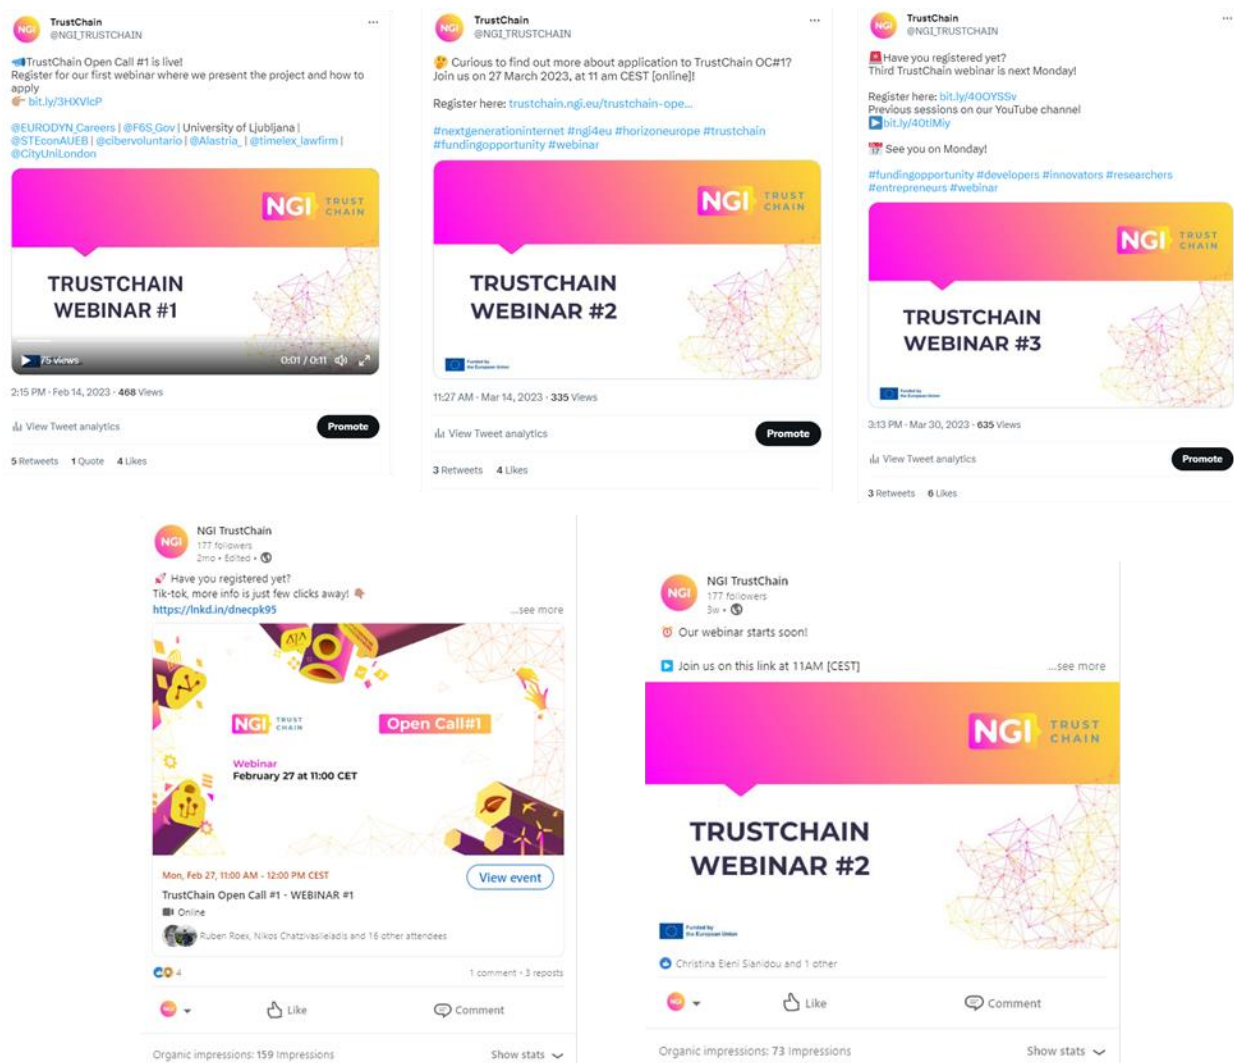 TrustChain
@NGI_TRUSTCHAIN
TrustChain Open Call #1 is live!
Register for our first webinar where we present the project and how to
apply
bit.ly/3HXVlcP
@EURODYN_Careers | @F6S_Gov | University of Ljubljana |
@STEconAUEB | @cibervoluntario | @Alastria_ | @timelex_lawfirm |
@CityUniLondon
NGI TRUST
CHAIN
TRUSTCHAIN
WEBINAR #1
75 views
0:01 / 0:11
2:15 PM · Feb 14, 2023 · 468 Views
View Tweet analytics
Promote
5 Retweets 1 Quote 4 Likes
TrustChain
@NGI_TRUSTCHAIN
Curious to find out more about application to TrustChain OC#1?
Join us on 27 March 2023, at 11 am CEST [online]!
Register here: trustchain.ngi.eu/trustchain-ope...
#nextgenerationinternet #ngi4eu #horizoneurope #trustchain
#fundingopportunity #webinar
NGI TRUST
CHAIN
TRUSTCHAIN
WEBINAR #2
Funded by
the European Union
11:27 AM · Mar 14, 2023 · 335 Views
View Tweet analytics
Promote
3 Retweets 4 Likes
TrustChain
@NGI_TRUSTCHAIN
Have you registered yet?
Third TrustChain webinar is next Monday!
Register here: bit.ly/40OYSSv
Previous sessions on our YouTube channel
bit.ly/40tIMiy
See you on Monday!
#fundingopportunity #developers #innovators #researchers
#entrepreneurs #webinar
NGI TRUST
CHAIN
TRUSTCHAIN
WEBINAR #3
Funded by
the European Union
3:13 PM · Mar 30, 2023 · 635 Views
View Tweet analytics
Promote
3 Retweets 6 Likes
NGI TrustChain
177 followers
2mo • Edited •
Have you registered yet?
Tik-tok, more info is just few clicks away!
https://lnkd.in/dnecpk95
...see more
NGI TRUST
CHAIN
Open Call#1
Webinar
February 27 at 11:00 CET
Mon, Feb 27, 11:00 AM - 12:00 PM CEST
View event
TrustChain Open Call #1 - WEBINAR #1
Online
Ruben Roex, Nikos Chatzivasileiadis and 16 other attendees
4
1 comment · 3 reposts
Like
Comment
Organic impressions: 159 Impressions
Show stats
NGI TrustChain
177 followers
3w •
Our webinar starts soon!
Join us on this link at 11AM [CEST]
...see more
NGI TRUST
CHAIN
TRUSTCHAIN
WEBINAR #2
Funded by
the European Union
Christina Eleni Sianidou and 1 other
Like
Comment
Organic impressions: 73 Impressions
Show stats